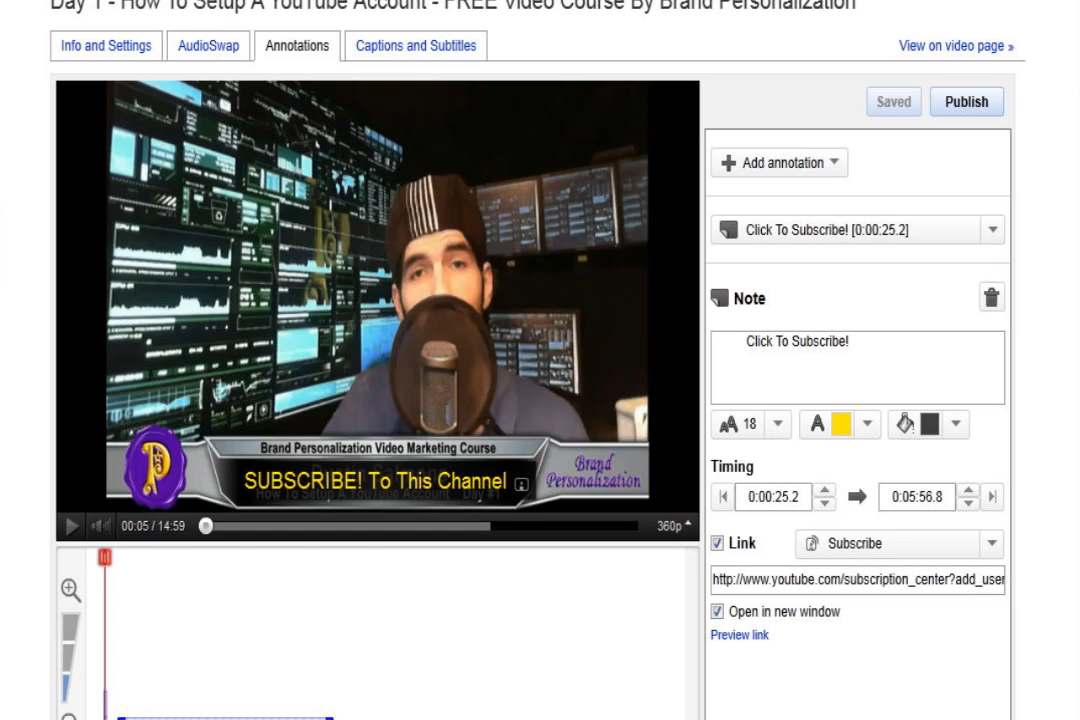 Day 1 - How To Setup A YouTube Account - FREE Video Course By Brand Personalization
Info and Settings
AudioSwap
Annotations
Captions and Subtitles
View on video page »
Saved
Publish
Add annotation
Click To Subscribe! [0:00:25.2]
Note
Click To Subscribe!
18
A
Timing
0:00:25.2
0:05:56.8
Link
Subscribe
http://www.youtube.com/subscription_center?add_user
Open in new window
Preview link
Brand Personalization Video Marketing Course
SUBSCRIBE! To This Channel
How To Setup A YouTube Account Day #1
Brand
Personalization
P
00:05 / 14:59
360p